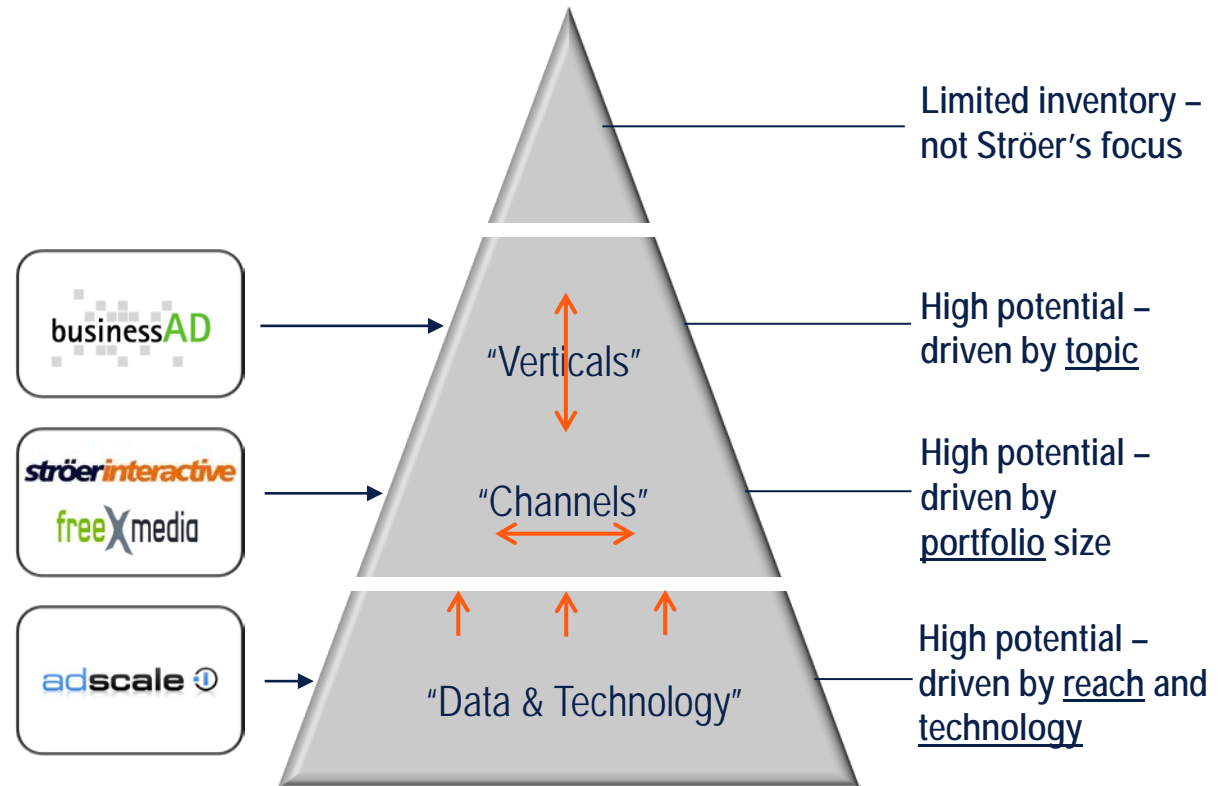 Limited inventory –
not Ströer's focus
businessAD
"Verticals"
High potential –
driven by topic
ströerinteractive
freeXmedia
"Channels"
High potential –
driven by
portfolio size
adscale
"Data & Technology"
High potential –
driven by reach and
technology